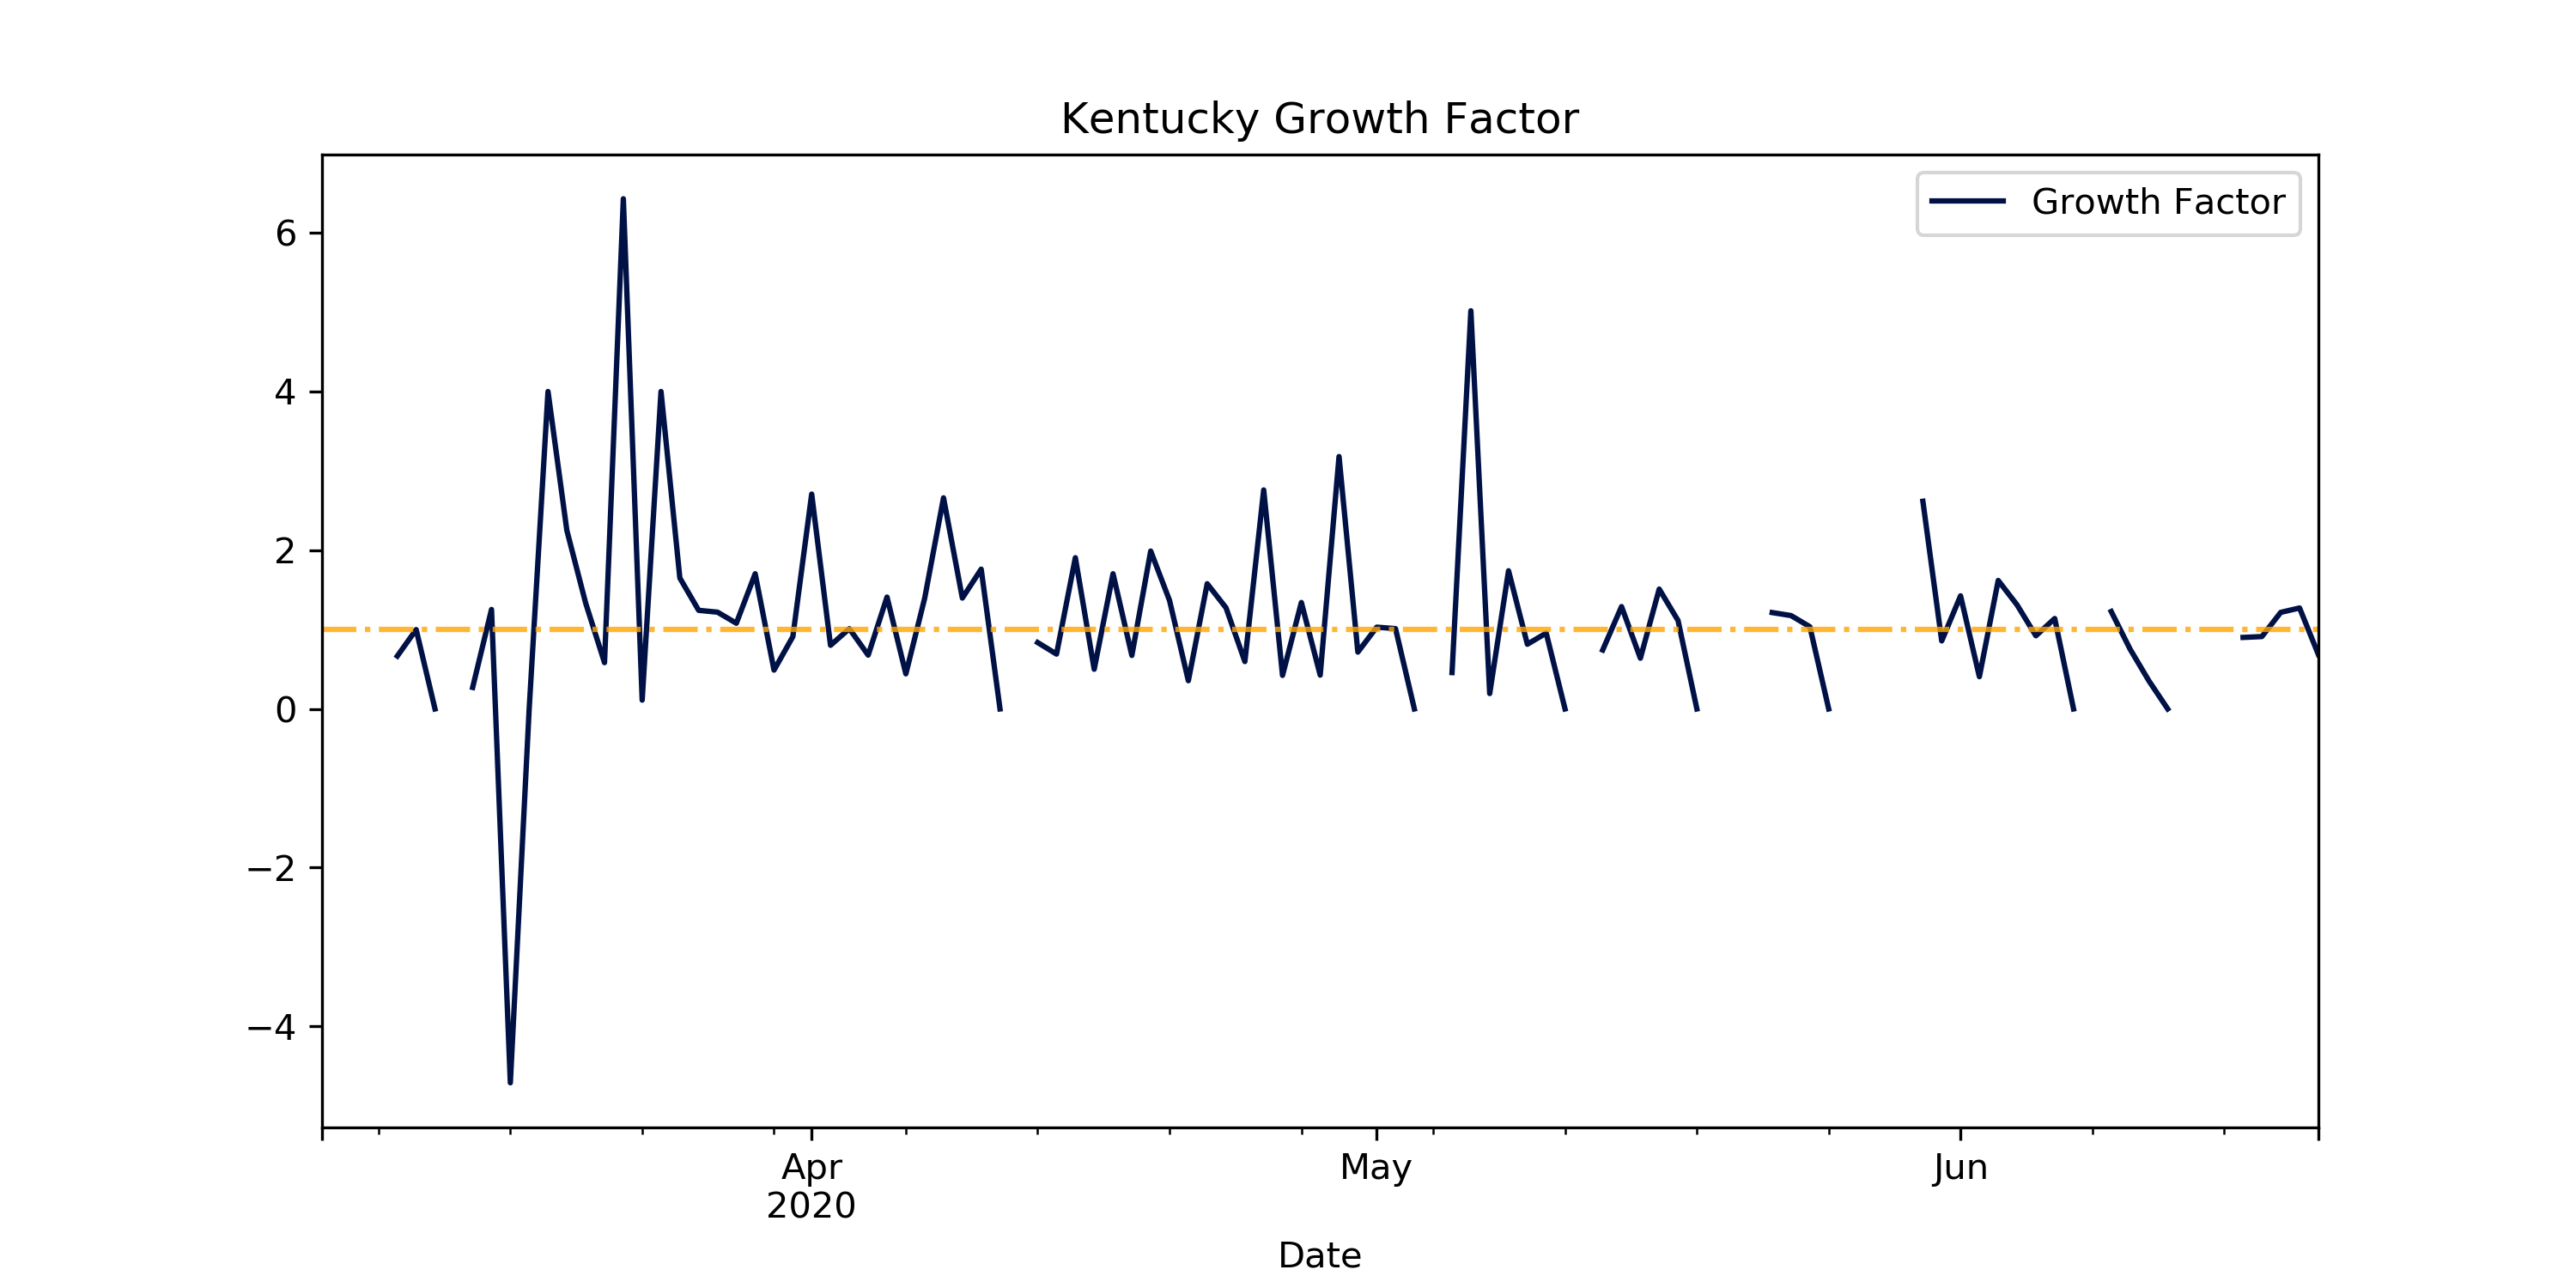 Kentucky Growth Factor
Growth Factor
6
4
2
0
−2
−4
Apr
2020
May
Jun
Date